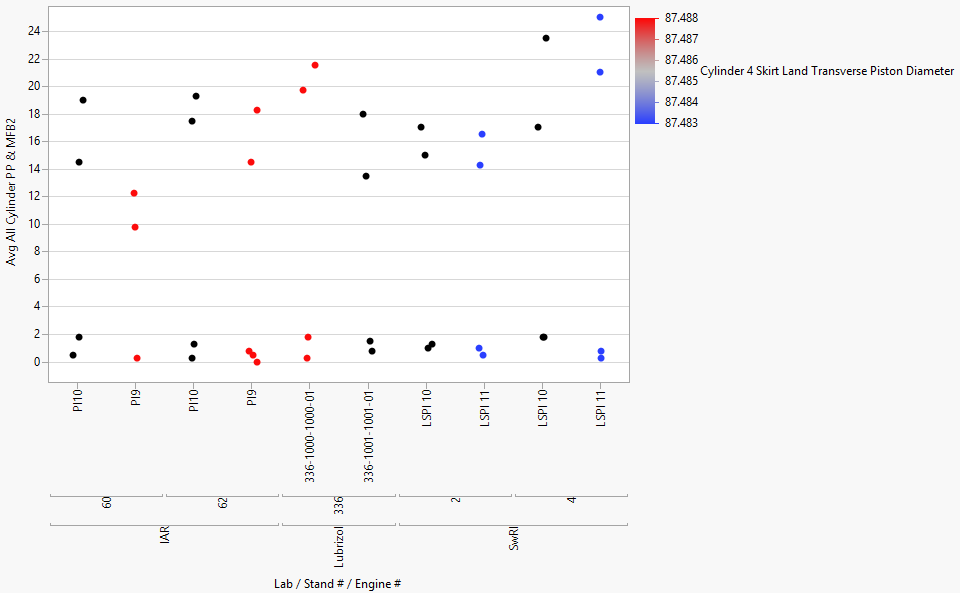 Avg All Cylinder PP & MFB2
24
22
20
18
16
14
12
10
8
6
4
2
0
PI10
PI9
PI10
PI9
336-1000-1000-01
336-1001-1001-01
LSPI 10
LSPI 11
LSPI 10
LSPI 11
60
62
336
2
4
IAR
Lubrizol
SwRI
Lab / Stand # / Engine #
87.488
87.487
87.486
87.485
87.484
87.483
Cylinder 4 Skirt Land Transverse Piston Diameter